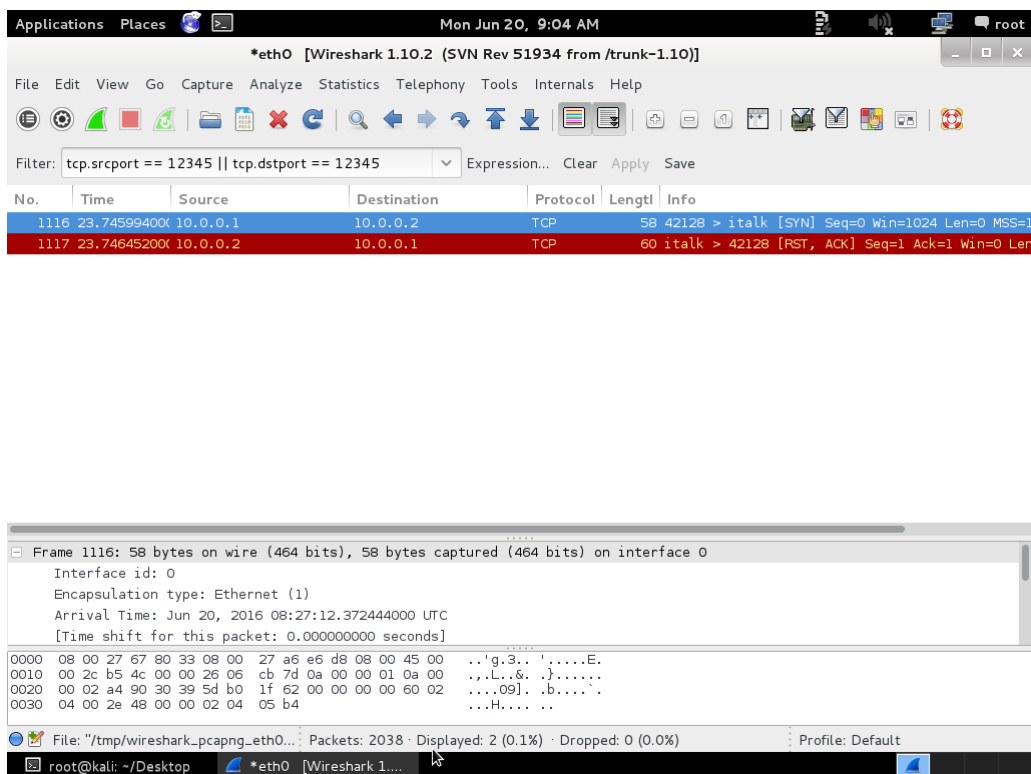 Applications Places Mon Jun 20, 9:04 AM root
*eth0 [Wireshark 1.10.2 (SVN Rev 51934 from /trunk-1.10)]
File Edit View Go Capture Analyze Statistics Telephony Tools Internals Help
Filter: tcp.srcport == 12345 || tcp.dstport == 12345 Expression... Clear Apply Save
No. Time Source Destination Protocol Lengtl Info
1116 23.745994000 10.0.0.1 10.0.0.2 TCP 58 42128 > italk [SYN] Seq=0 Win=1024 Len=0 MSS=1
1117 23.746452000 10.0.0.2 10.0.0.1 TCP 60 italk > 42128 [RST, ACK] Seq=1 Ack=1 Win=0 Len
Frame 1116: 58 bytes on wire (464 bits), 58 bytes captured (464 bits) on interface 0
Interface id: 0
Encapsulation type: Ethernet (1)
Arrival Time: Jun 20, 2016 08:27:12.372444000 UTC
[Time shift for this packet: 0.000000000 seconds]
0000 08 00 27 67 80 33 08 00 27 a6 e6 d8 08 00 45 00 ..'g.3.. '.....E.
0010 00 2c b5 4c 00 00 26 06 cb 7d 0a 00 00 01 0a 00 .,.L..&. .}......
0020 00 02 a4 90 30 39 5d b0 1f 62 00 00 00 00 60 02 ....09]. .b....`.
0030 04 00 2e 48 00 00 02 04 05 b4 ...H.... ..
File: "/tmp/wireshark_pcapng_eth0... Packets: 2038 · Displayed: 2 (0.1%) · Dropped: 0 (0.0%) Profile: Default
root@kali: ~/Desktop *eth0 [Wireshark 1....